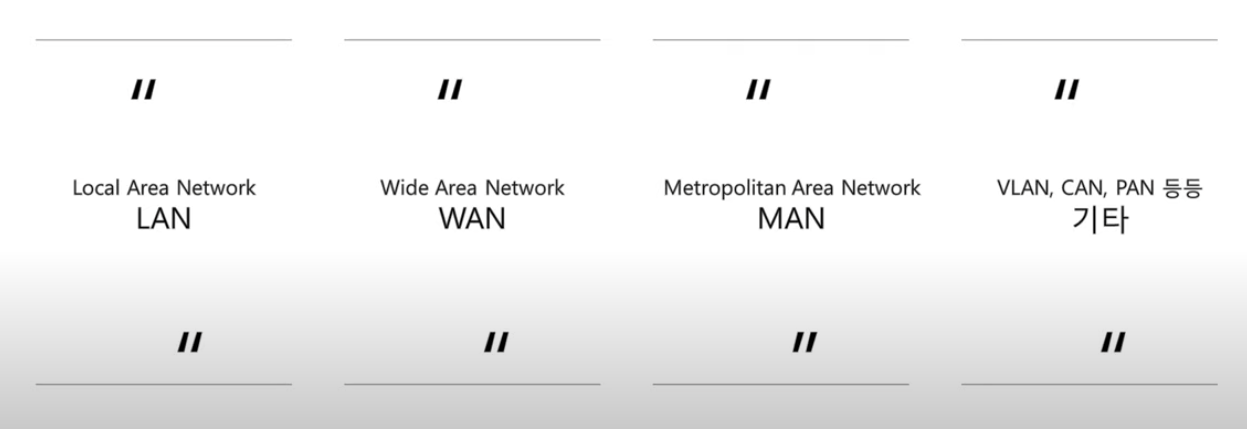 〃
Local Area Network
LAN
〃
〃
Wide Area Network
WAN
〃
〃
Metropolitan Area Network
MAN
〃
〃
VLAN, CAN, PAN 등등
기타
〃